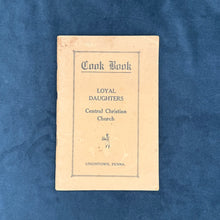 Cook Book
LOYAL
DAUGHTERS
Central Christian
Church
UNIONTOWN, PENNA.